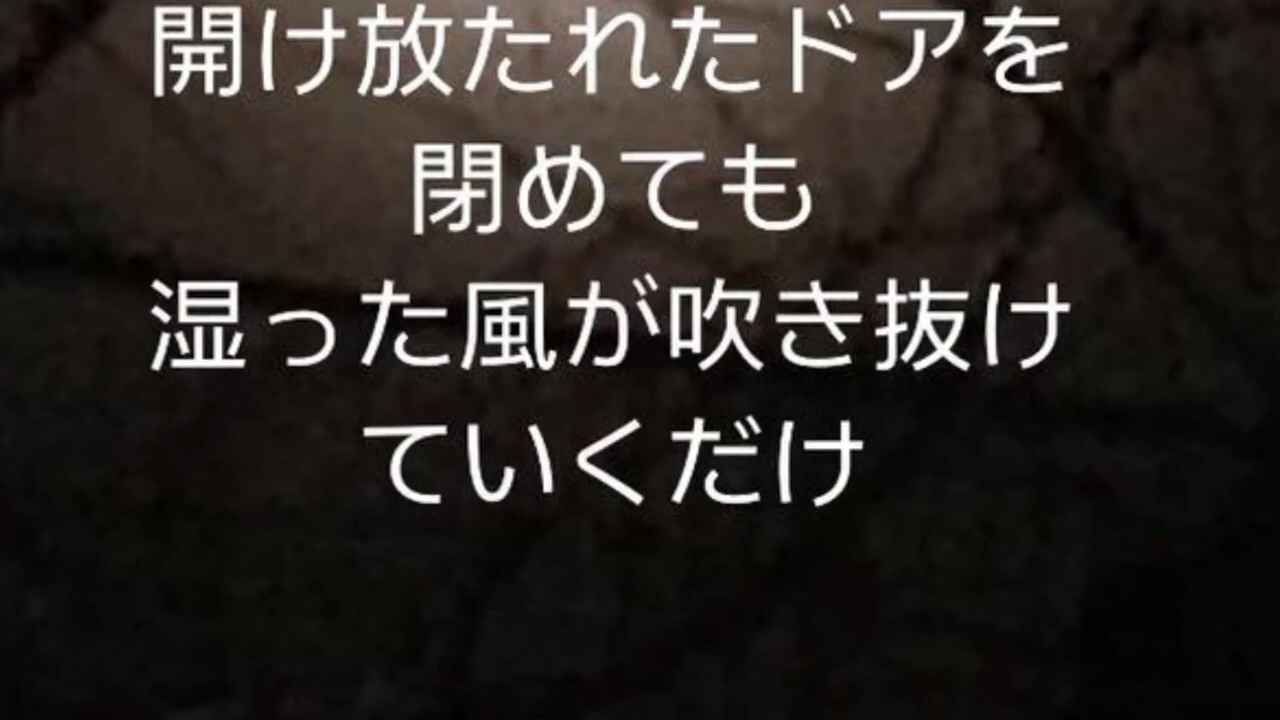 開け放たれたドアを
閉めても
湿った風が吹き抜け
ていくだけ